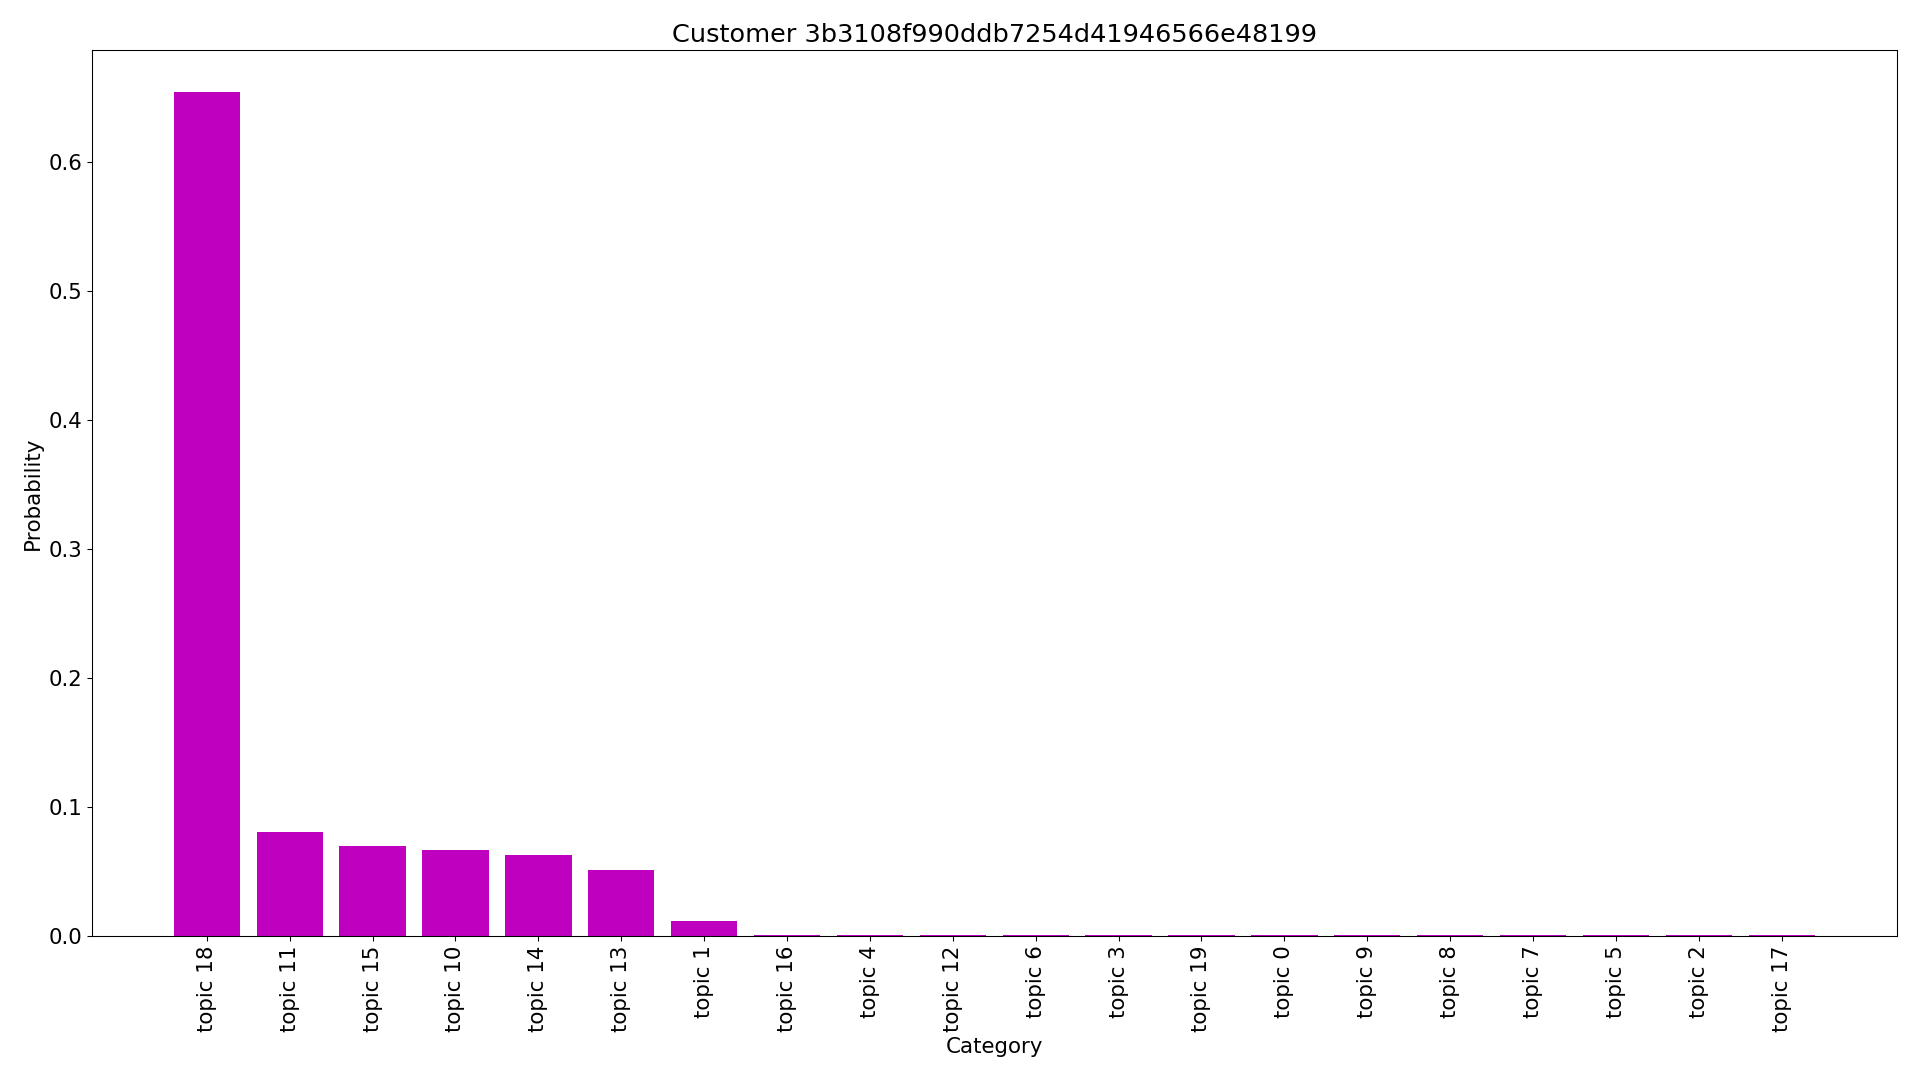 Customer 3b3108f990ddb7254d41946566e48199
Probability
0.6
0.5
0.4
0.3
0.2
0.1
0.0
topic 18
topic 11
topic 15
topic 10
topic 14
topic 13
topic 1
topic 16
topic 4
topic 12
topic 6
topic 3
topic 19
topic 0
topic 9
topic 8
topic 7
topic 5
topic 2
topic 17
Category